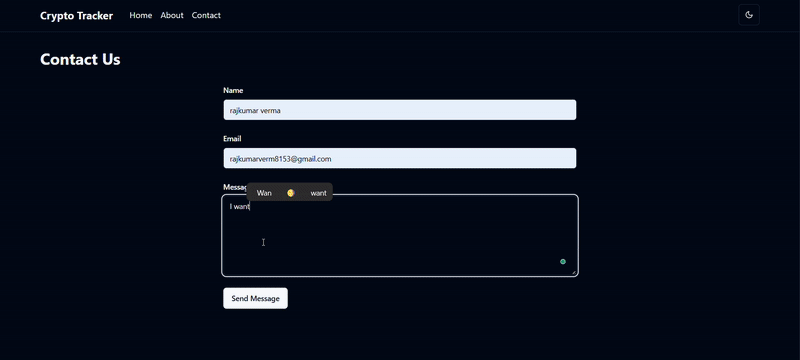 Crypto Tracker Home About Contact
Contact Us
Name
rajkumar verma
Email
rajkumarverm8153@gmail.com
Messag
Wan want
I want
Send Message